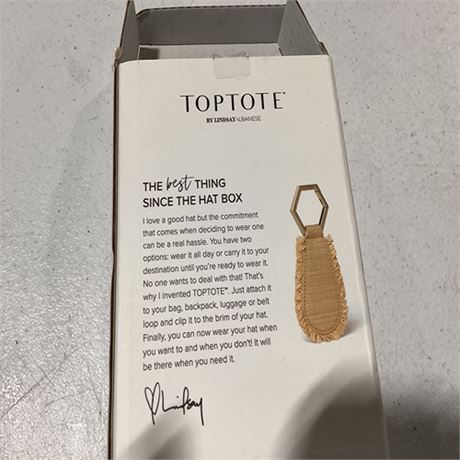 TOPTOTE™
BY LINDSAY ALBANESE
THE best THING
SINCE THE HAT BOX
I love a good hat but the commitment
that comes when deciding to wear one
can be a real hassle. You have two
options: wear it all day or carry it to your
destination until you're ready to wear it.
No one wants to deal with that! That's
why I invented TOPTOTE™. Just attach it
to your bag, backpack, luggage or belt
loop and clip it to the brim of your hat.
Finally, you can now wear your hat when
you want to and when you don't! It will
be there when you need it.
Lindsay